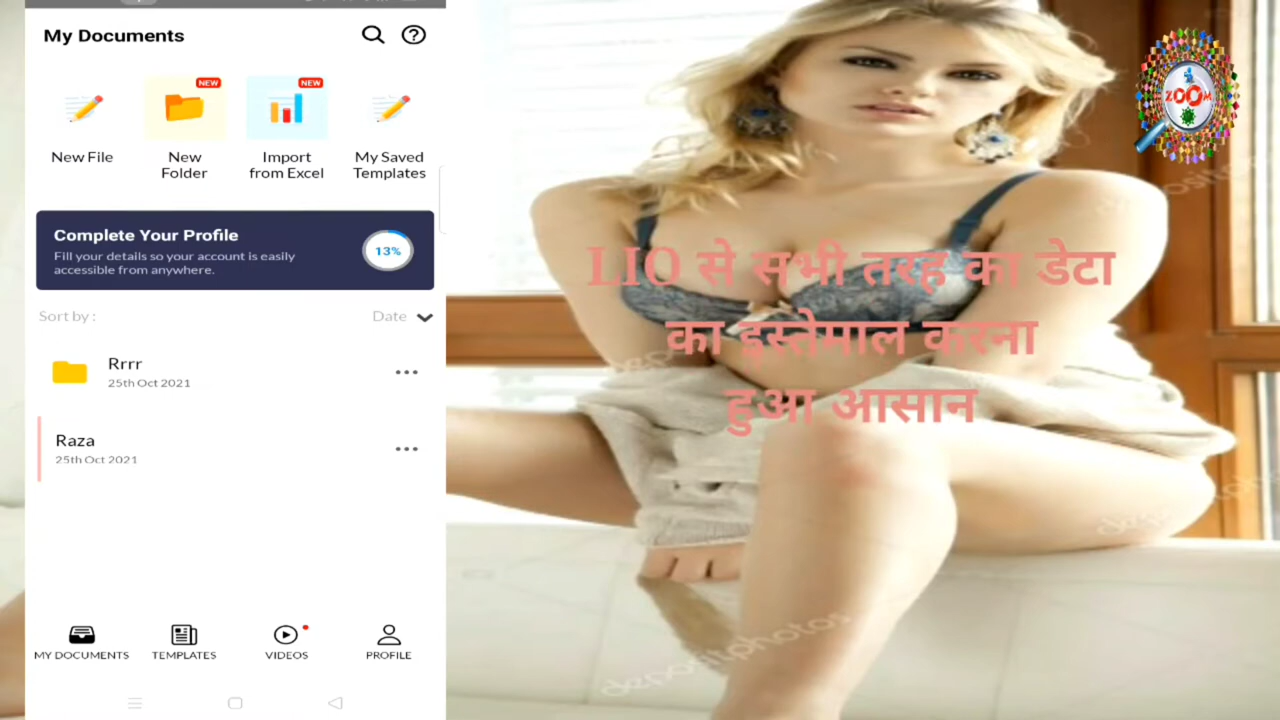 My Documents
NEW
NEW
New File
New
Folder
Import
from Excel
My Saved
Templates
Complete Your Profile
Fill your details so your account is easily
accessible from anywhere.
13%
Sort by :
Date
Rrrr
25th Oct 2021
Raza
25th Oct 2021
MY DOCUMENTS
TEMPLATES
VIDEOS
PROFILE
LIO से सभी तरह का डेटा
का इस्तेमाल करना
हुआ आसान
ZOOM
depositphotos